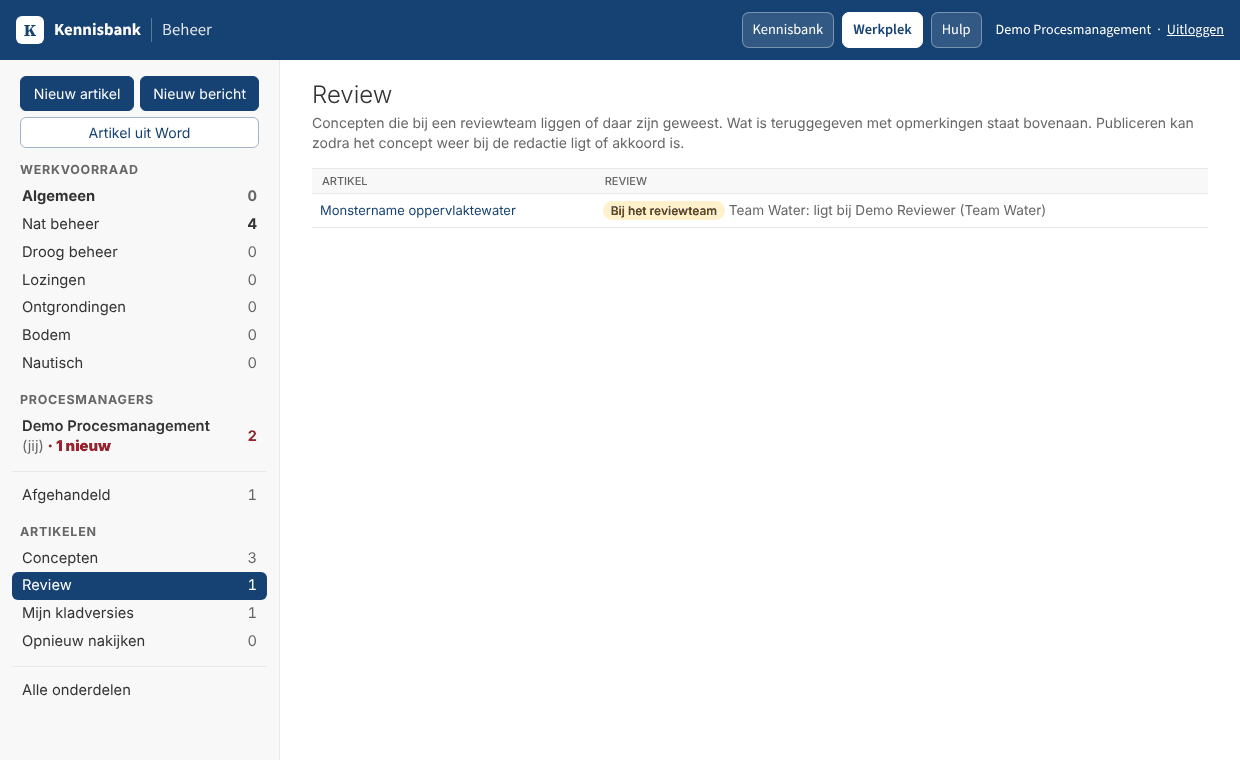 K Kennisbank Beheer Kennisbank Werkplek Hulp Demo Procesmanagement · Uitloggen
Nieuw artikel Nieuw bericht
Artikel uit Word
WERKVOORRAAD
Algemeen 0
Nat beheer 4
Droog beheer 0
Lozingen 0
Ontgrondingen 0
Bodem 0
Nautisch 0
PROCESMANAGERS
Demo Procesmanagement
(jij) · 1 nieuw 2
Afgehandeld 1
ARTIKELEN
Concepten 3
Review 1
Mijn kladversies 1
Opnieuw nakijken 0
Alle onderdelen
Review
Concepten die bij een reviewteam liggen of daar zijn geweest. Wat is teruggegeven met opmerkingen staat bovenaan. Publiceren kan
zodra het concept weer bij de redactie ligt of akkoord is.
ARTIKEL REVIEW
Monstername oppervlaktewater Bij het reviewteam Team Water: ligt bij Demo Reviewer (Team Water)